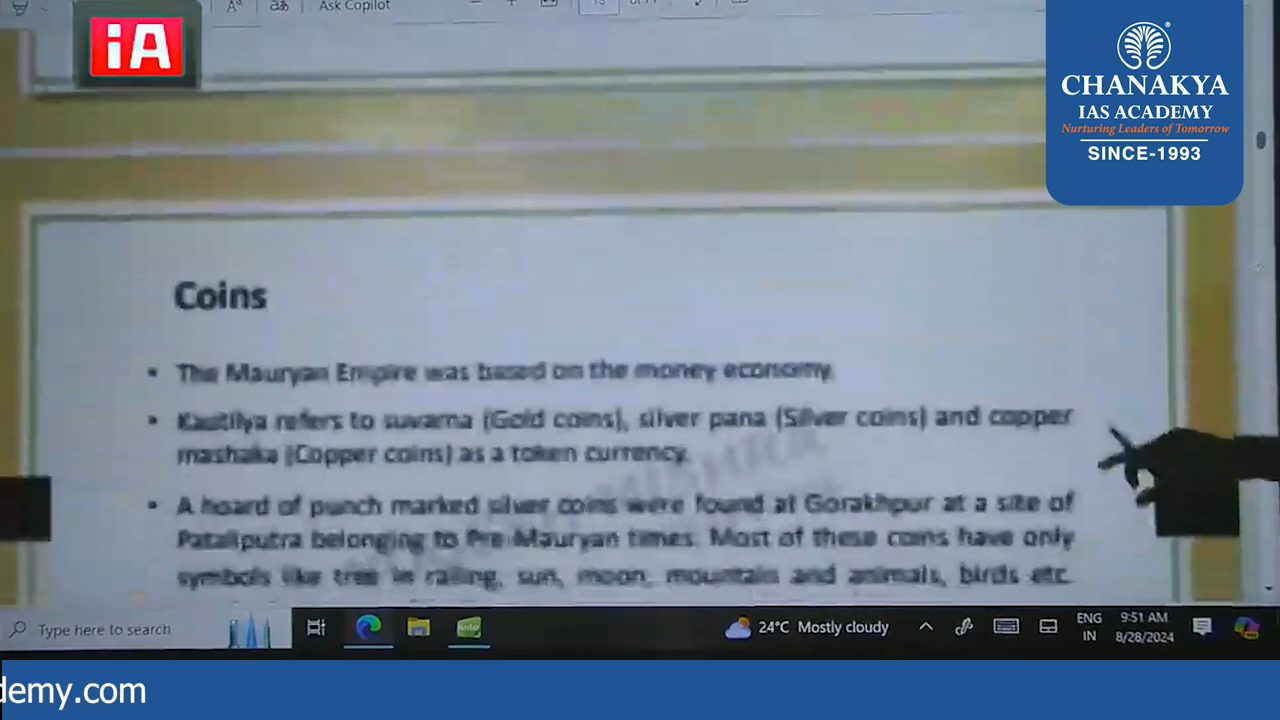 Ask Copilot
iA
CHANAKYA
IAS ACADEMY
Nurturing Leaders of Tomorrow
SINCE-1993
Coins
• The Mauryan Empire was based on the money economy.
• Kautilya refers to suvarna (Gold coins), silver pana (Silver coins) and copper
mashaka (Copper coins) as a token currency.
• A hoard of punch marked silver coins were found at Gorakhpur at a site of
Pataliputra belonging to Pre-Mauryan times. Most of these coins have only
symbols like tree in railing, sun, moon, mountain and animals, birds etc.
Type here to search
24°C Mostly cloudy
ENG
IN
9:51 AM
8/28/2024
demy.com